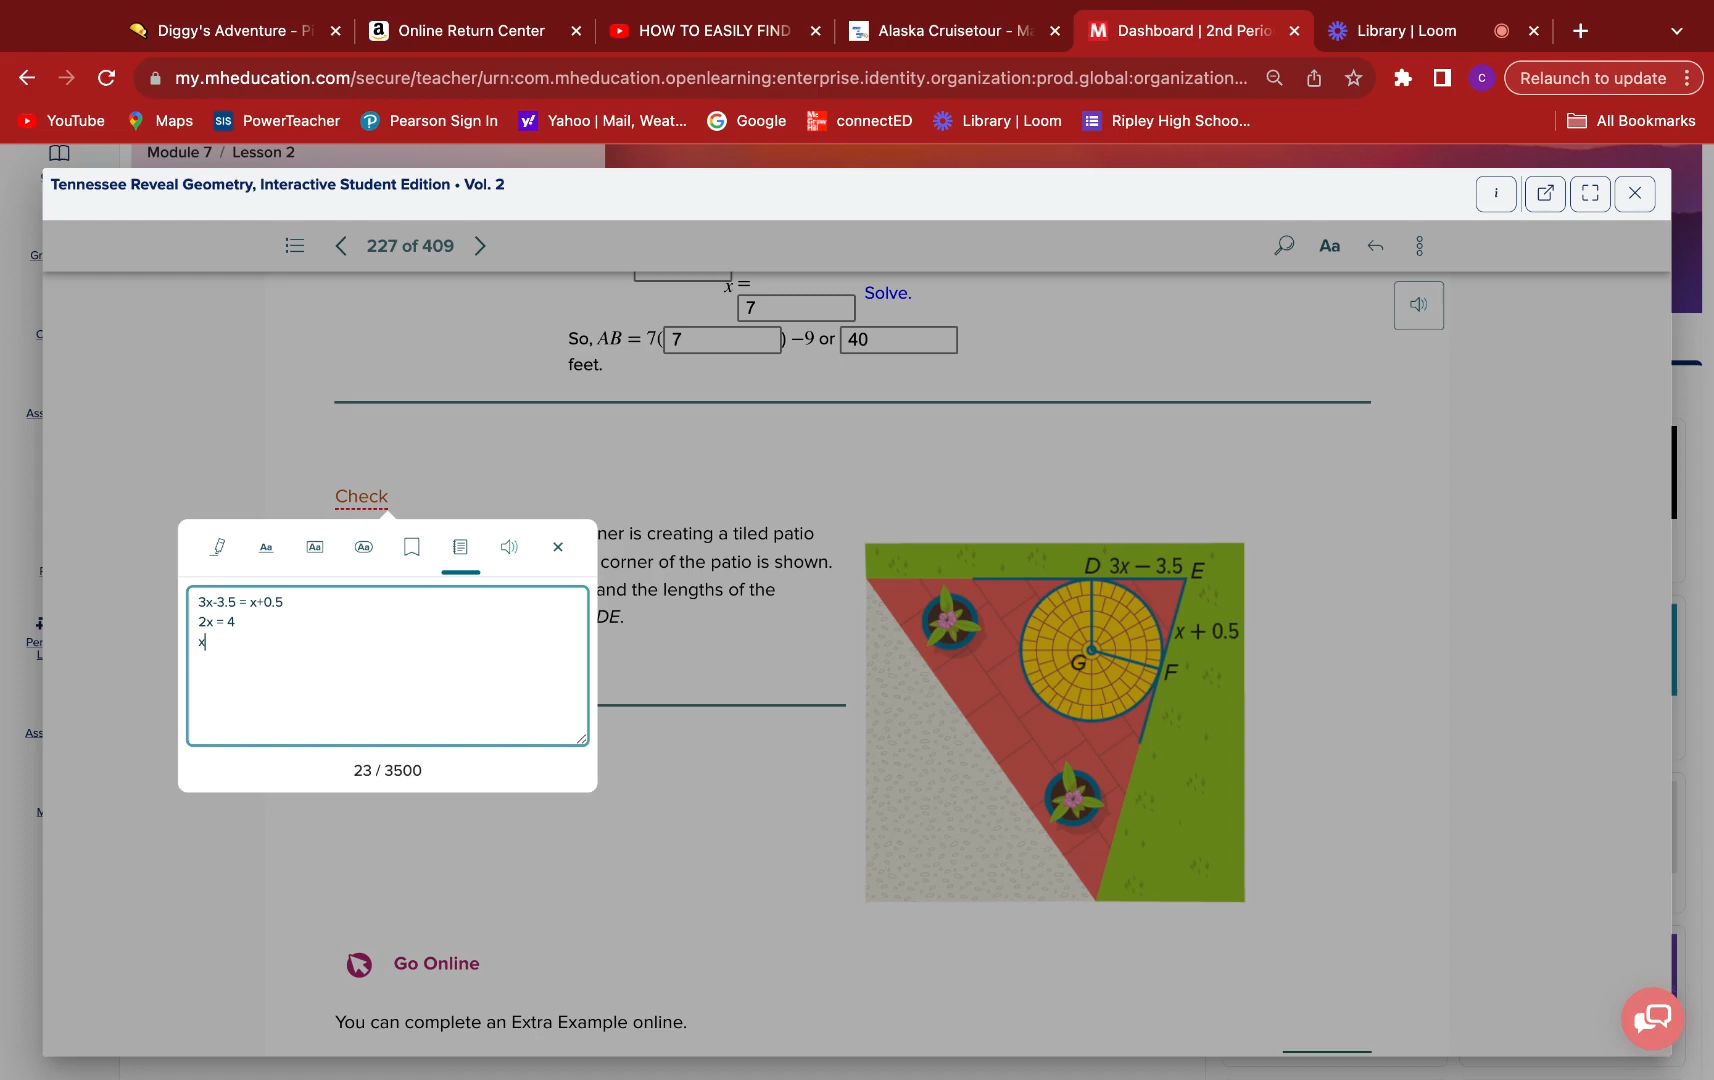 Diggy's Adventure - Pi
Online Return Center
HOW TO EASILY FIND
Alaska Cruisetour - Ma
Dashboard | 2nd Perio
Library | Loom
my.mheducation.com/secure/teacher/urn:com.mheducation.openlearning:enterprise.identity.organization:prod.global:organization...
C
Relaunch to update
YouTube
Maps
SIS PowerTeacher
Pearson Sign In
Yahoo | Mail, Weat...
Google
connectED
Library | Loom
Ripley High Schoo...
All Bookmarks
Module 7 / Lesson 2
Tennessee Reveal Geometry, Interactive Student Edition • Vol. 2
i
227 of 409
Aa
x =
7
Solve.
So, AB = 7( 7 ) −9 or 40
feet.
Check
ner is creating a tiled patio
corner of the patio is shown.
and the lengths of the
DE.
Aa
Aa
Aa
3x-3.5 = x+0.5
2x = 4
x
23 / 3500
D 3x − 3.5 E
x + 0.5
G
F
Go Online
You can complete an Extra Example online.